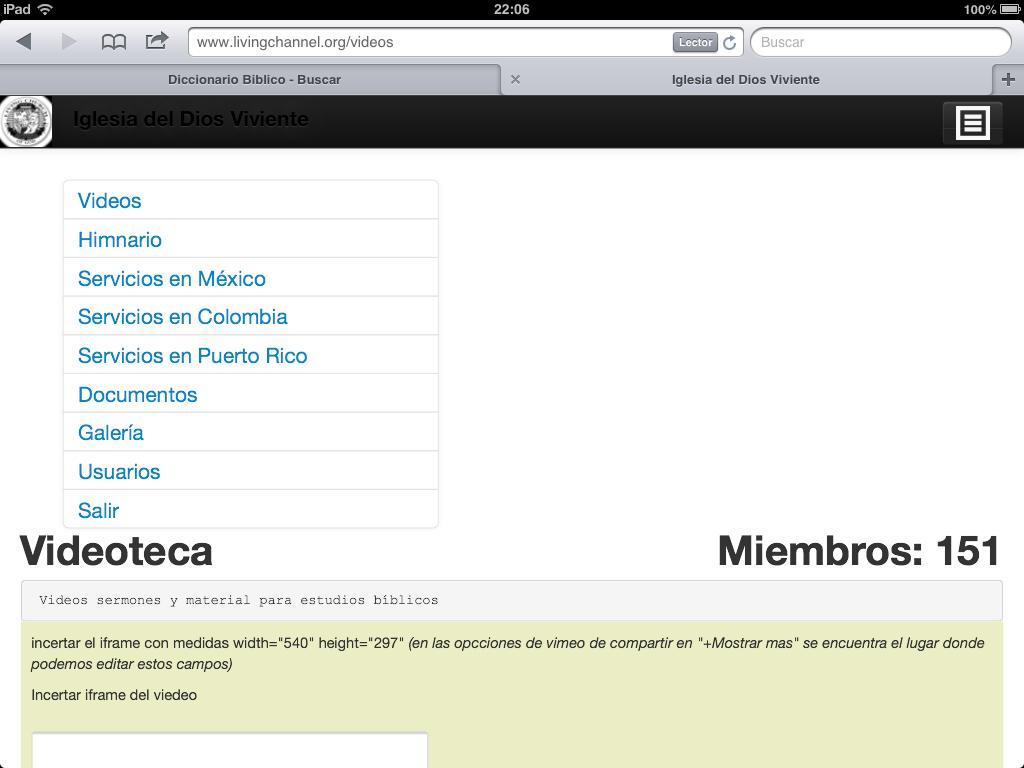 iPad 22:06 100%
www.livingchannel.org/videos Lector Buscar
Diccionario Biblico - Buscar Iglesia del Dios Viviente
Iglesia del Dios Viviente
Videos
Himnario
Servicios en México
Servicios en Colombia
Servicios en Puerto Rico
Documentos
Galería
Usuarios
Salir
Videoteca Miembros: 151
Videos sermones y material para estudios bíblicos
incertar el iframe con medidas width="540" height="297" (en las opcciones de vimeo de compartir en "+Mostrar mas" se encuentra el lugar donde
podemos editar estos campos)
Incertar iframe del viedeo